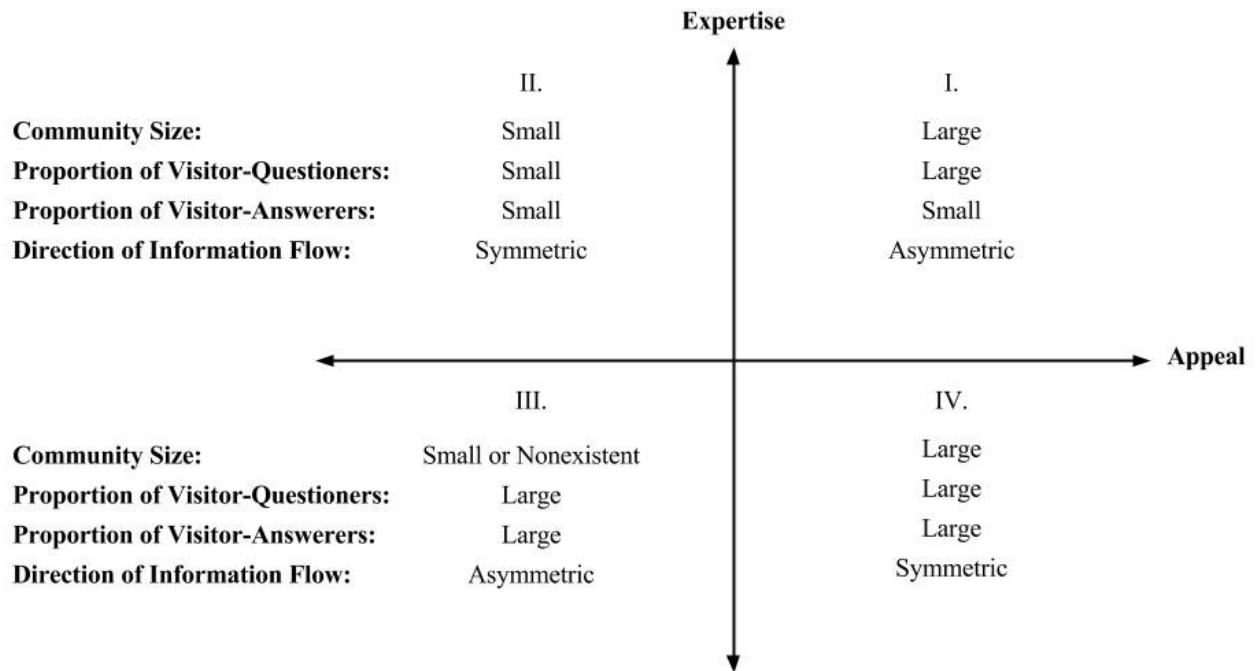 Expertise
II. I.
Community Size: Small Large
Proportion of Visitor-Questioners: Small Large
Proportion of Visitor-Answerers: Small Small
Direction of Information Flow: Symmetric Asymmetric
Appeal
III. IV.
Community Size: Small or Nonexistent Large
Proportion of Visitor-Questioners: Large Large
Proportion of Visitor-Answerers: Large Large
Direction of Information Flow: Asymmetric Symmetric